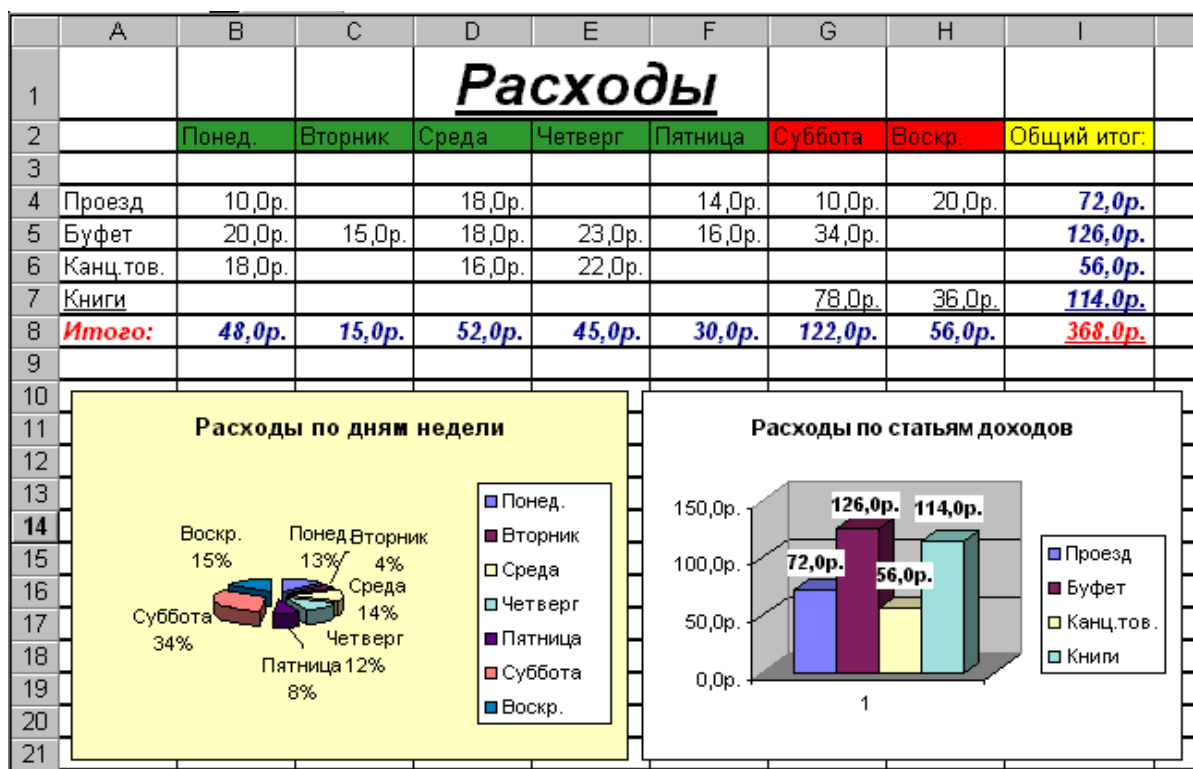 A B C D E F G H I
1 Расходы
2 Понед. Вторник Среда Четверг Пятница Суббота Воскр. Общий итог:
3
4 Проезд 10,0р. 18,0р. 14,0р. 10,0р. 20,0р. 72,0р.
5 Буфет 20,0р. 15,0р. 18,0р. 23,0р. 16,0р. 34,0р. 126,0р.
6 Канц.тов. 18,0р. 16,0р. 22,0р. 56,0р.
7 Книги 78,0р. 36,0р. 114,0р.
8 Итого: 48,0р. 15,0р. 52,0р. 45,0р. 30,0р. 122,0р. 56,0р. 368,0р.
9
10
11
12
13
14
15
16
17
18
19
20
21
Расходы по дням недели
Понед.
13%
Вторник
4%
Среда
14%
Четверг
12%
Пятница
8%
Суббота
34%
Воскр.
15%
Понед.
Вторник
Среда
Четверг
Пятница
Суббота
Воскр.
Расходы по статьям доходов
150,0р.
100,0р.
50,0р.
0,0р.
72,0р.
126,0р.
56,0р.
114,0р.
1
Проезд
Буфет
Канц.тов.
Книги